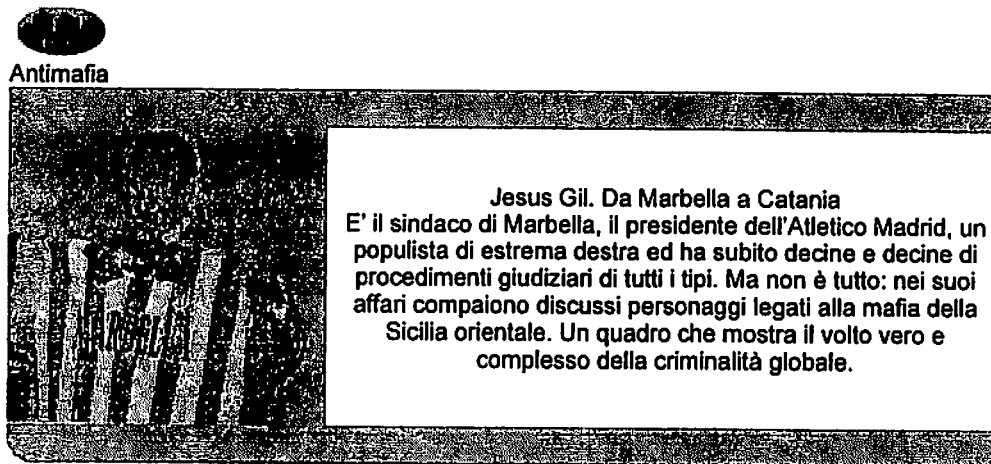 Antimafia
Jesus Gil. Da Marbella a Catania
E' il sindaco di Marbella, il presidente dell'Atletico Madrid, un
populista di estrema destra ed ha subito decine e decine di
procedimenti giudiziari di tutti i tipi. Ma non è tutto: nei suoi
affari compaiono discussi personaggi legati alla mafia della
Sicilia orientale. Un quadro che mostra il volto vero e
complesso della criminalità globale.
MARBELLA